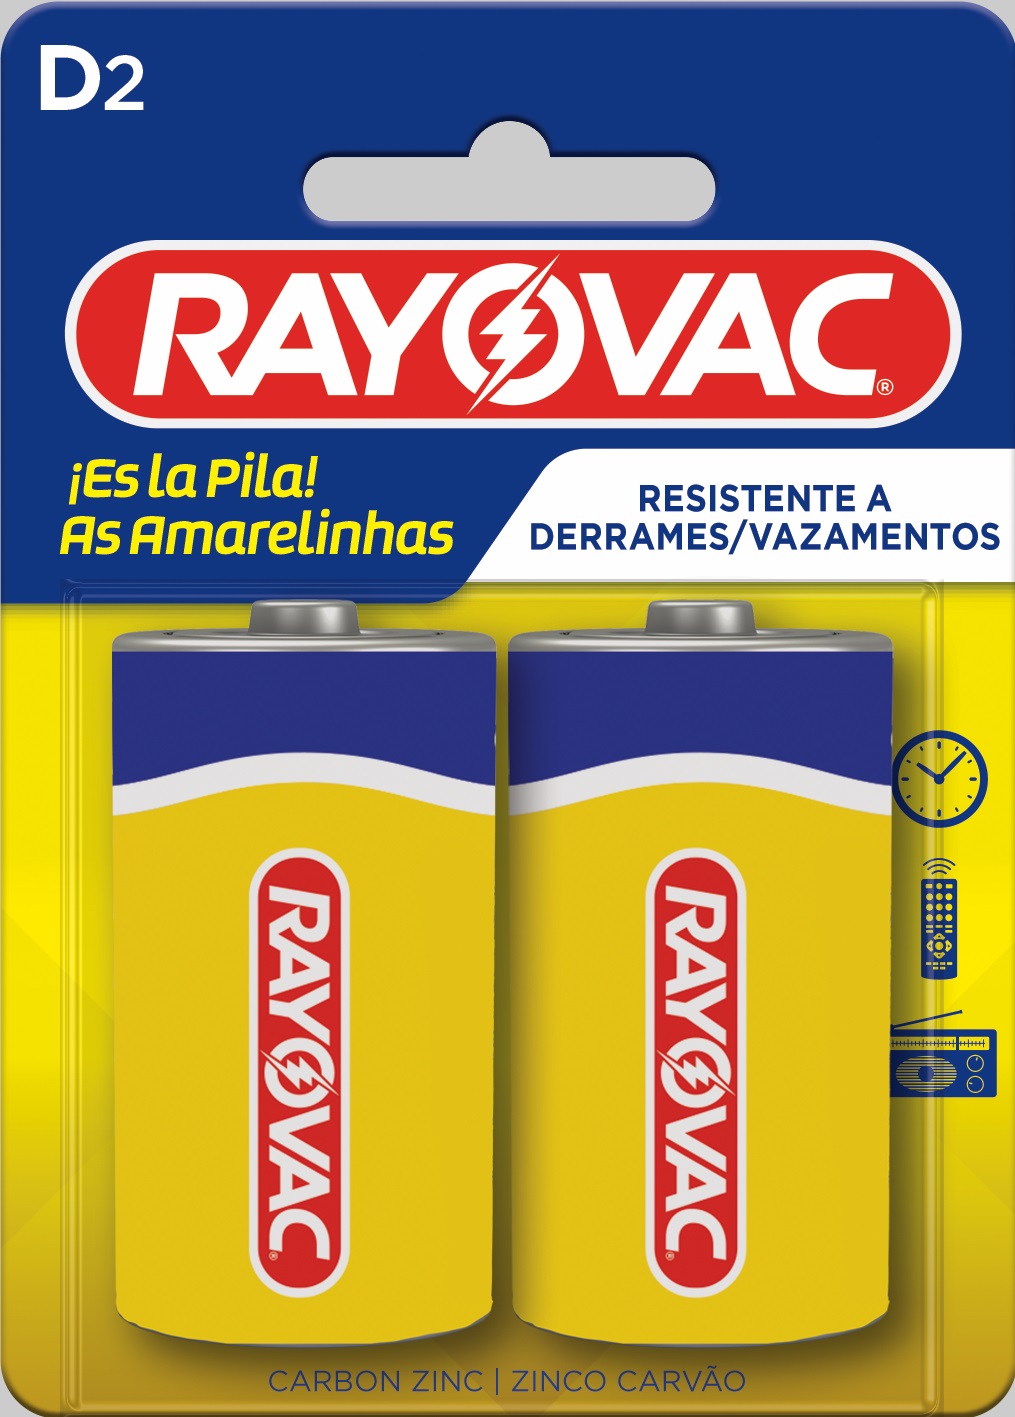 D2
RAYOVAC®
¡Es la Pila!
As Amarelinhas
RESISTENTE A
DERRAMES/VAZAMENTOS
RAYOVAC®
RAYOVAC®
CARBON ZINC | ZINCO CARVÃO